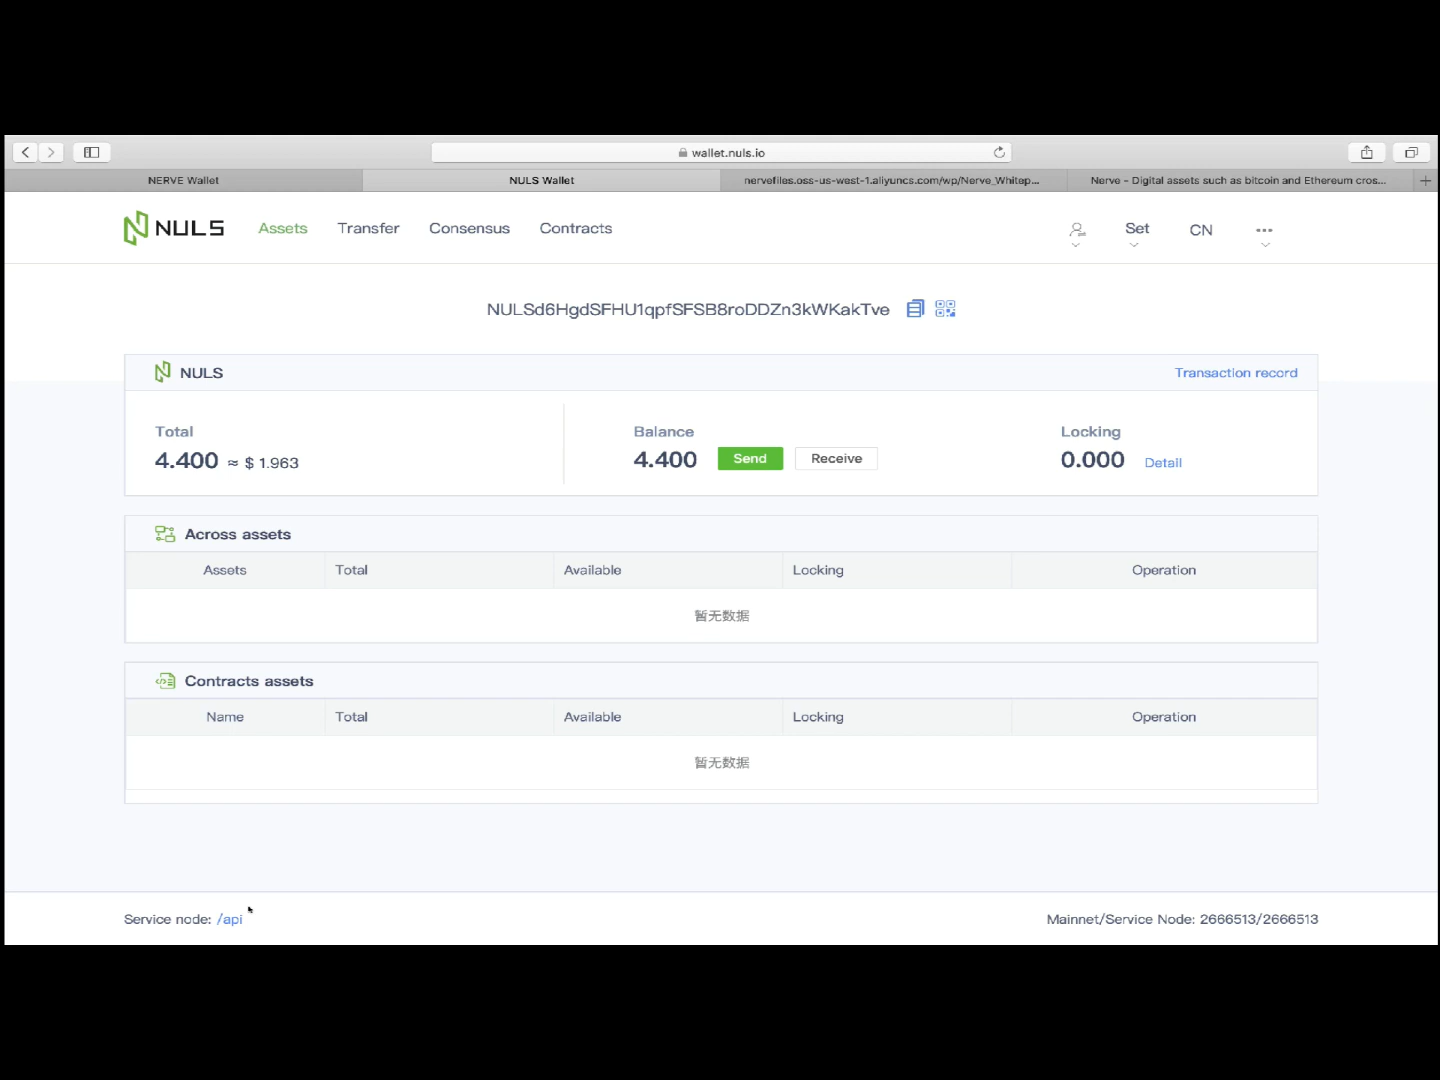 wallet.nuls.io
NERVE Wallet
NULS Wallet
nervefiles.oss-us-west-1.aliyuncs.com/wp/Nerve_Whitep...
Nerve - Digital assets such as bitcoin and Ethereum cros...
NULS
Assets
Transfer
Consensus
Contracts
Set
CN
NULSd6HgdSFHU1qpfSFSB8roDDZn3kWKakTve
NULS
Transaction record
Total
Balance
Locking
4.400 ≈ $ 1.963
4.400
Send
Receive
0.000
Detail
Across assets
Assets
Total
Available
Locking
Operation
暂无数据
Contracts assets
Name
Total
Available
Locking
Operation
暂无数据
Service node: /api
Mainnet/Service Node: 2666513/2666513